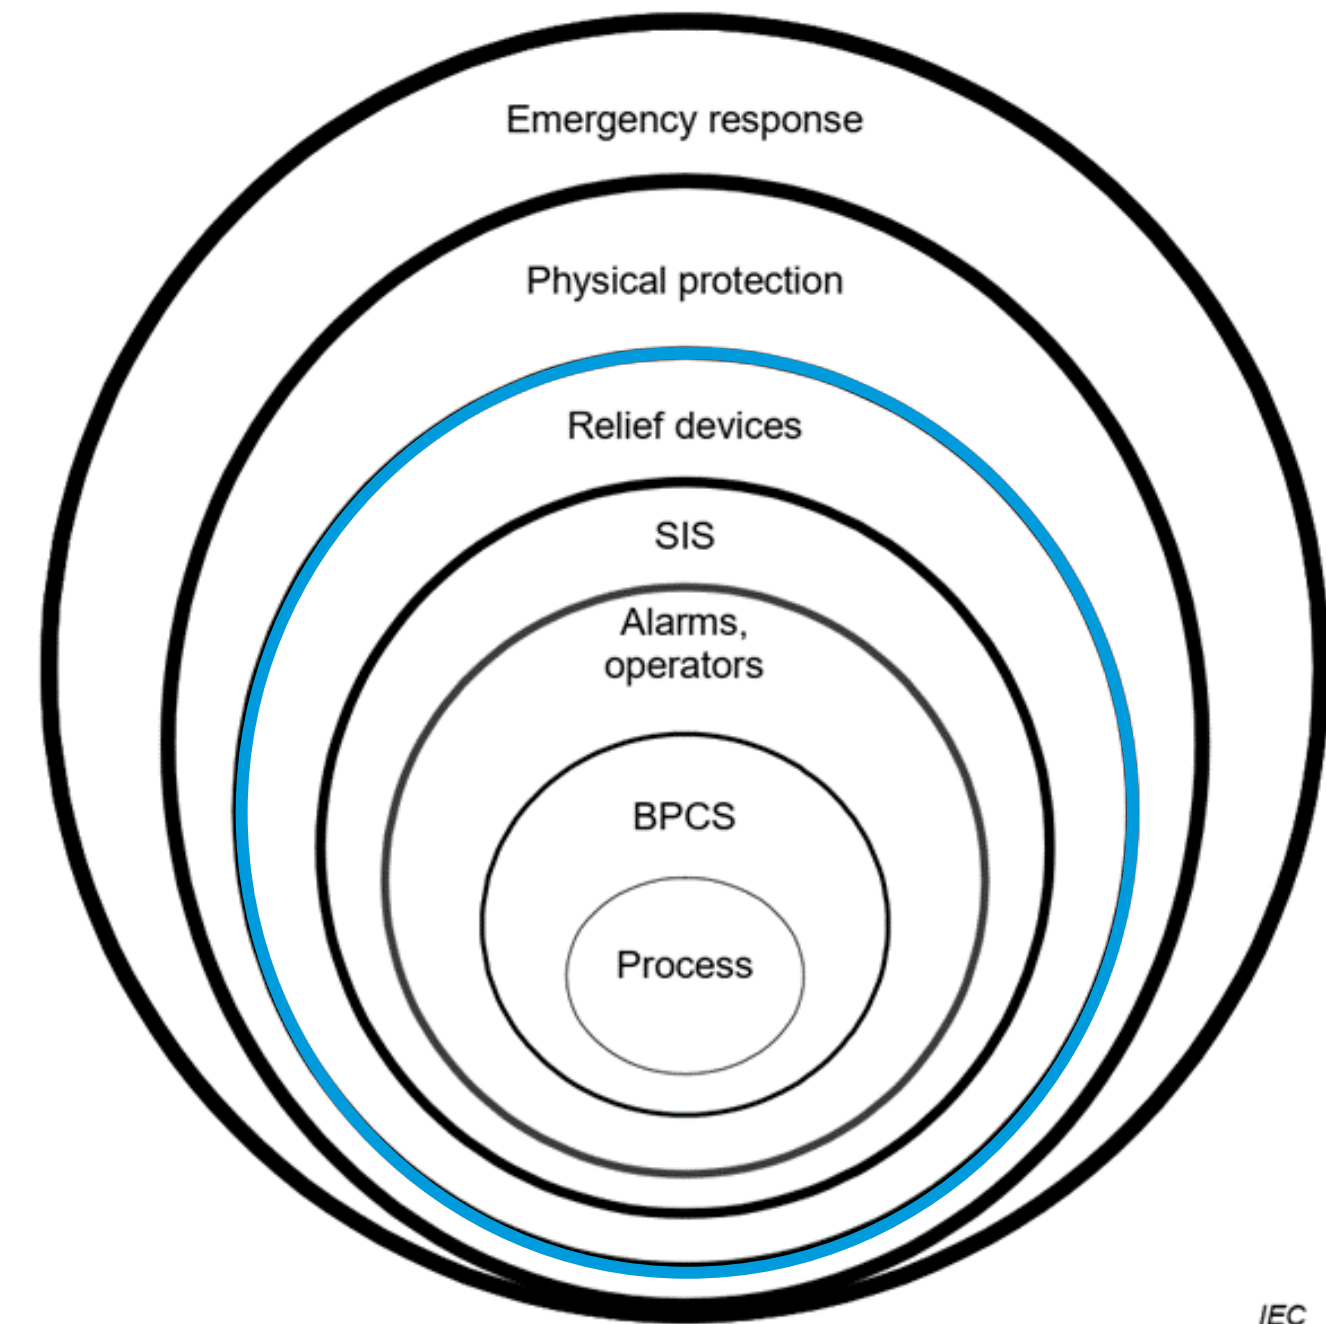 Emergency response
Physical protection
Relief devices
SIS
Alarms,
operators
BPCS
Process
IEC